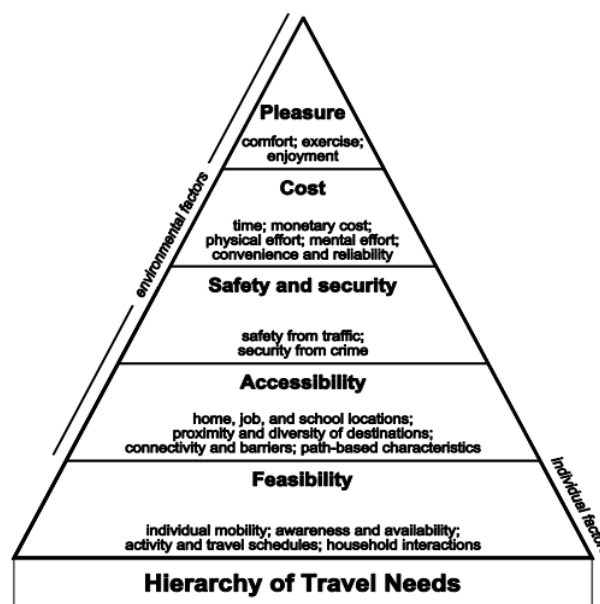 Pleasure
comfort; exercise;
enjoyment
Cost
time; monetary cost;
physical effort; mental effort;
convenience and reliability
environmental factors
Safety and security
safety from traffic;
security from crime
Accessibility
home, job, and school locations;
proximity and diversity of destinations;
connectivity and barriers; path-based characteristics
Feasibility
individual mobility; awareness and availability;
activity and travel schedules; household interactions
individual factors
Hierarchy of Travel Needs